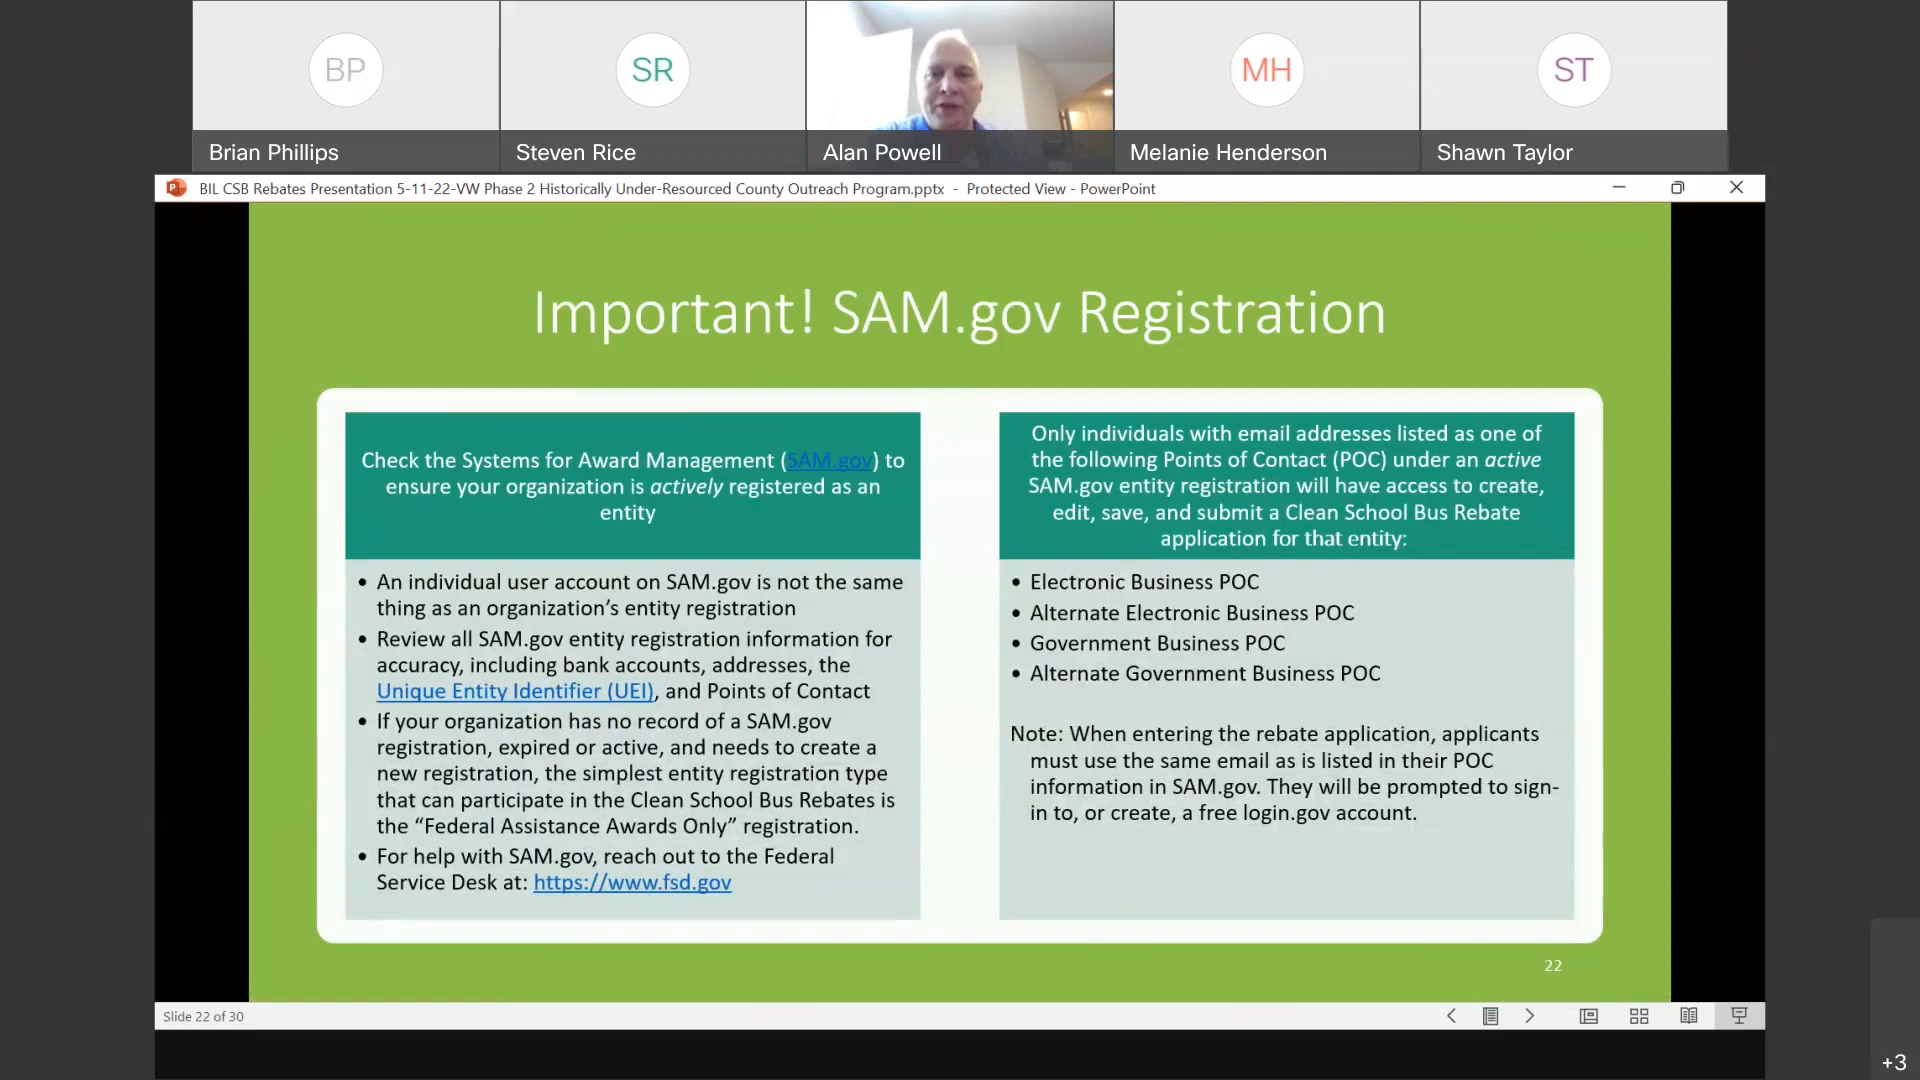 BP
SR
MH
ST
Brian Phillips
Steven Rice
Alan Powell
Melanie Henderson
Shawn Taylor
BIL CSB Rebates Presentation 5-11-22-VW Phase 2 Historically Under-Resourced County Outreach Program.pptx - Protected View - PowerPoint
Important! SAM.gov Registration
Check the Systems for Award Management (SAM.gov) to
ensure your organization is actively registered as an
entity
• An individual user account on SAM.gov is not the same
thing as an organization’s entity registration
• Review all SAM.gov entity registration information for
accuracy, including bank accounts, addresses, the
Unique Entity Identifier (UEI), and Points of Contact
• If your organization has no record of a SAM.gov
registration, expired or active, and needs to create a
new registration, the simplest entity registration type
that can participate in the Clean School Bus Rebates is
the “Federal Assistance Awards Only” registration.
• For help with SAM.gov, reach out to the Federal
Service Desk at: https://www.fsd.gov
Only individuals with email addresses listed as one of
the following Points of Contact (POC) under an active
SAM.gov entity registration will have access to create,
edit, save, and submit a Clean School Bus Rebate
application for that entity:
• Electronic Business POC
• Alternate Electronic Business POC
• Government Business POC
• Alternate Government Business POC
Note: When entering the rebate application, applicants
must use the same email as is listed in their POC
information in SAM.gov. They will be prompted to sign-
in to, or create, a free login.gov account.
22
Slide 22 of 30
+3